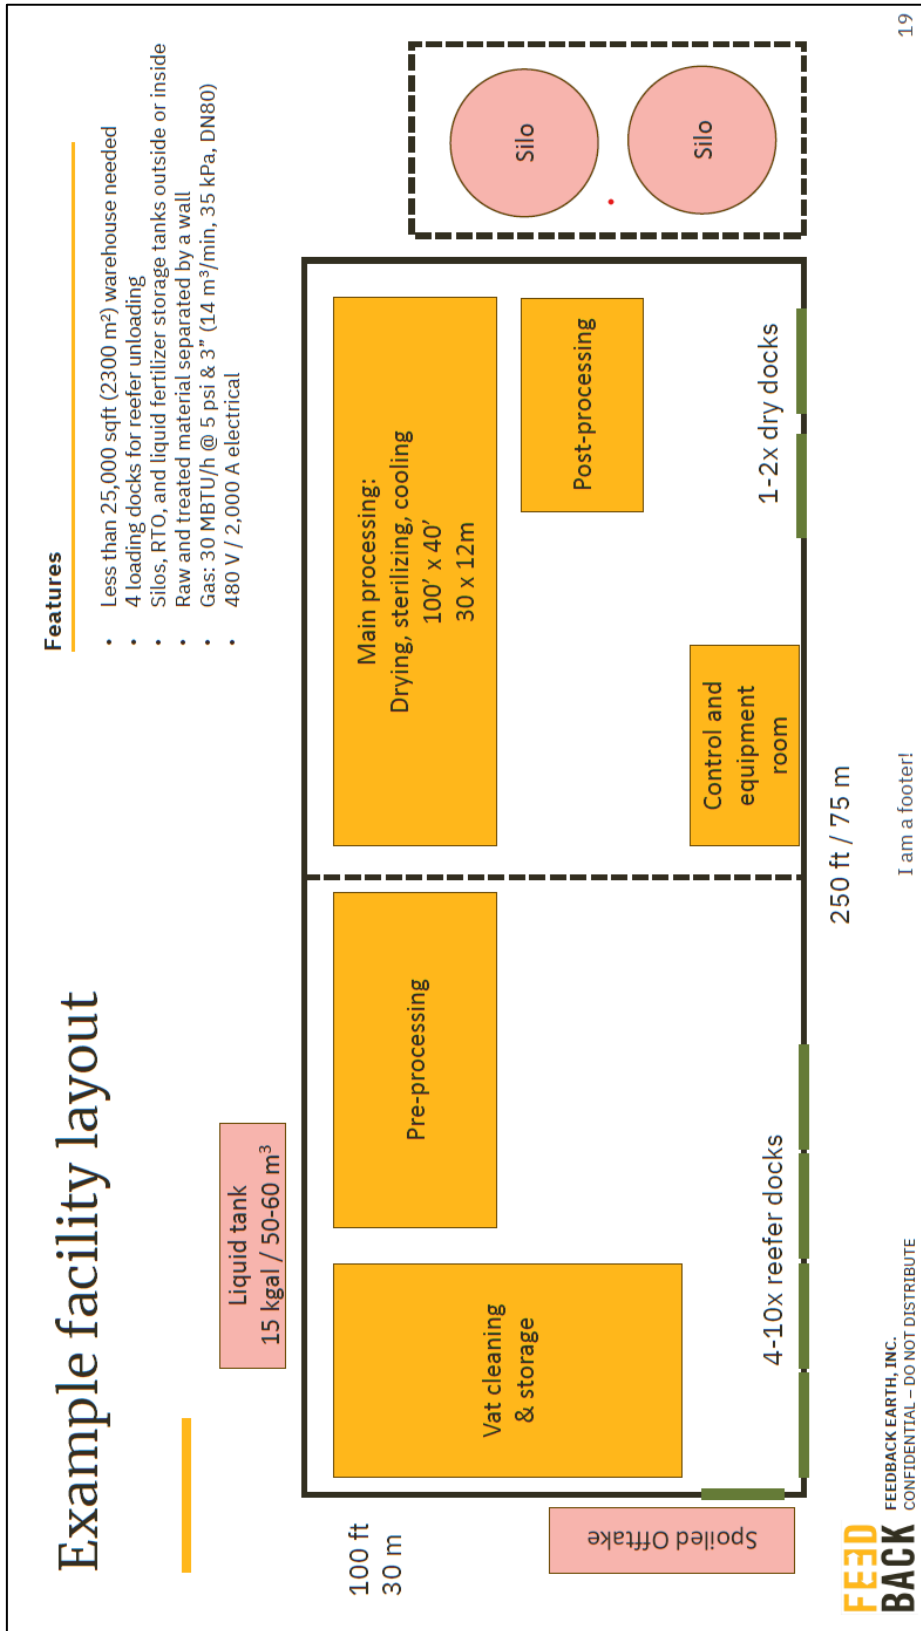 Example facility layout
Features
• Less than 25,000 sqft (2300 m²) warehouse needed
• 4 loading docks for reefer unloading
• Silos, RTO, and liquid fertilizer storage tanks outside or inside
• Raw and treated material separated by a wall
• Gas: 30 MBTU/h @ 5 psi & 3” (14 m³/min, 35 kPa, DN80)
• 480 V / 2,000 A electrical
Liquid tank
15 kgal / 50-60 m³
100 ft
30 m
Vat cleaning
& storage
Pre-processing
Main processing:
Drying, sterilizing, cooling
100’ x 40’
30 x 12m
Post-processing
Silo
Silo
Spoiled Offtake
4-10x reefer docks
Control and
equipment
room
1-2x dry docks
250 ft / 75 m
FEED
BACK
FEEDBACK EARTH, INC.
CONFIDENTIAL – DO NOT DISTRIBUTE
I am a footer!
19